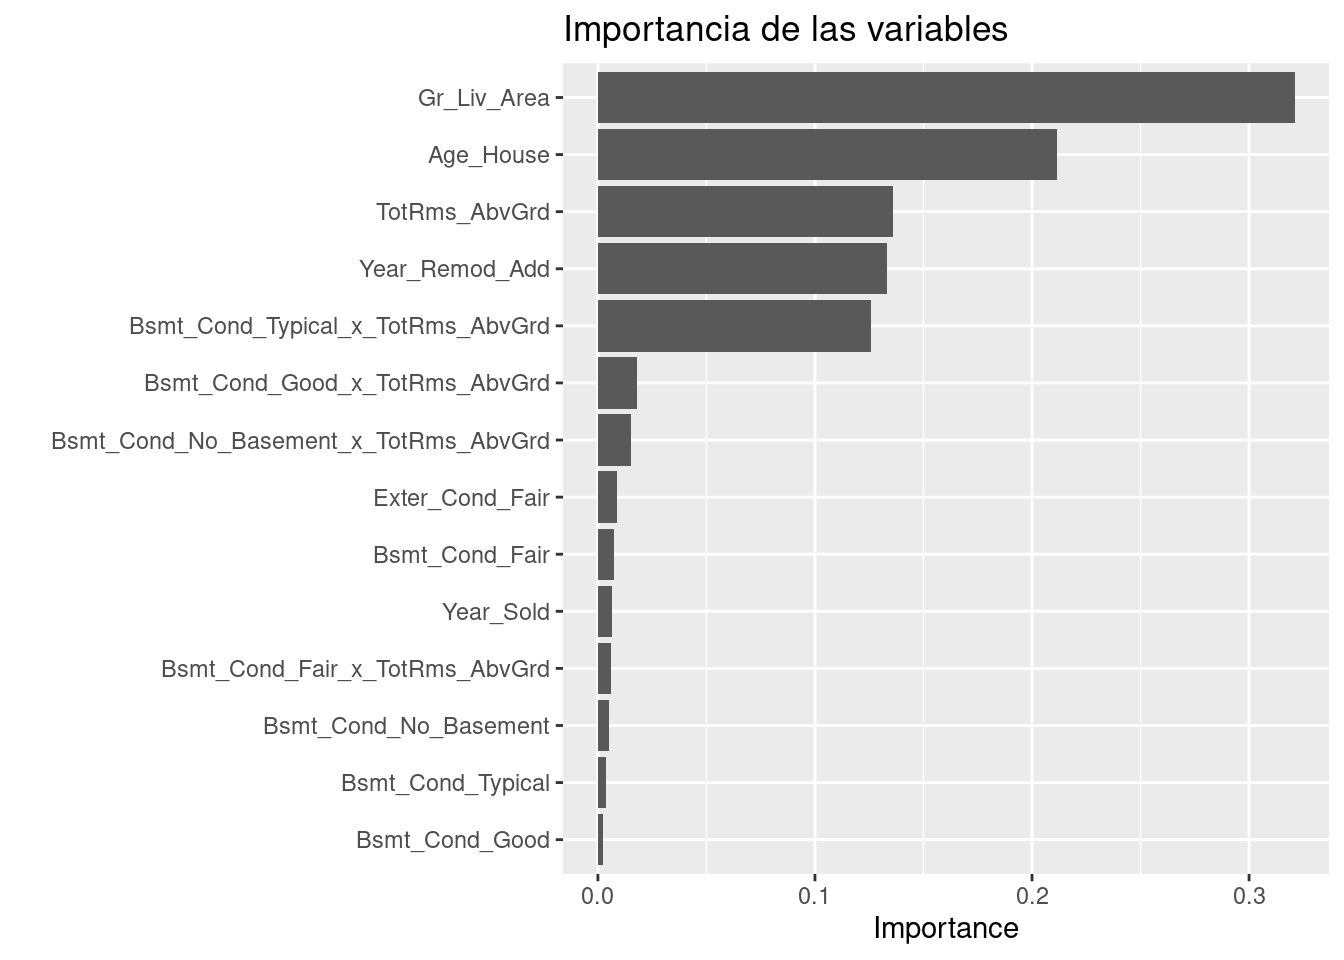 Importancia de las variables
Gr_Liv_Area
Age_House
TotRms_AbvGrd
Year_Remod_Add
Bsmt_Cond_Typical_x_TotRms_AbvGrd
Bsmt_Cond_Good_x_TotRms_AbvGrd
Bsmt_Cond_No_Basement_x_TotRms_AbvGrd
Exter_Cond_Fair
Bsmt_Cond_Fair
Year_Sold
Bsmt_Cond_Fair_x_TotRms_AbvGrd
Bsmt_Cond_No_Basement
Bsmt_Cond_Typical
Bsmt_Cond_Good
0.0 0.1 0.2 0.3
Importance